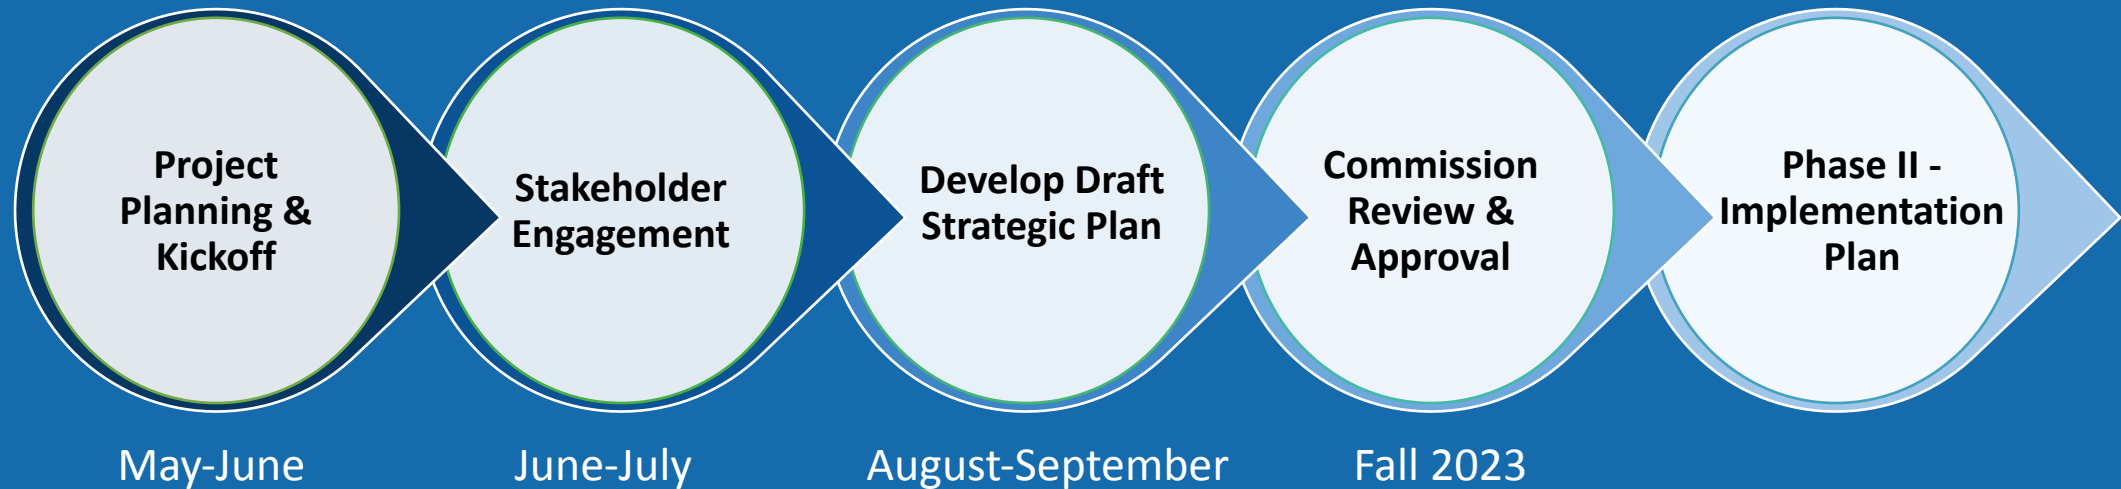 Project
Planning &
Kickoff
Stakeholder
Engagement
Develop Draft
Strategic Plan
Commission
Review &
Approval
Phase II -
Implementation
Plan
May-June
June-July
August-September
Fall 2023